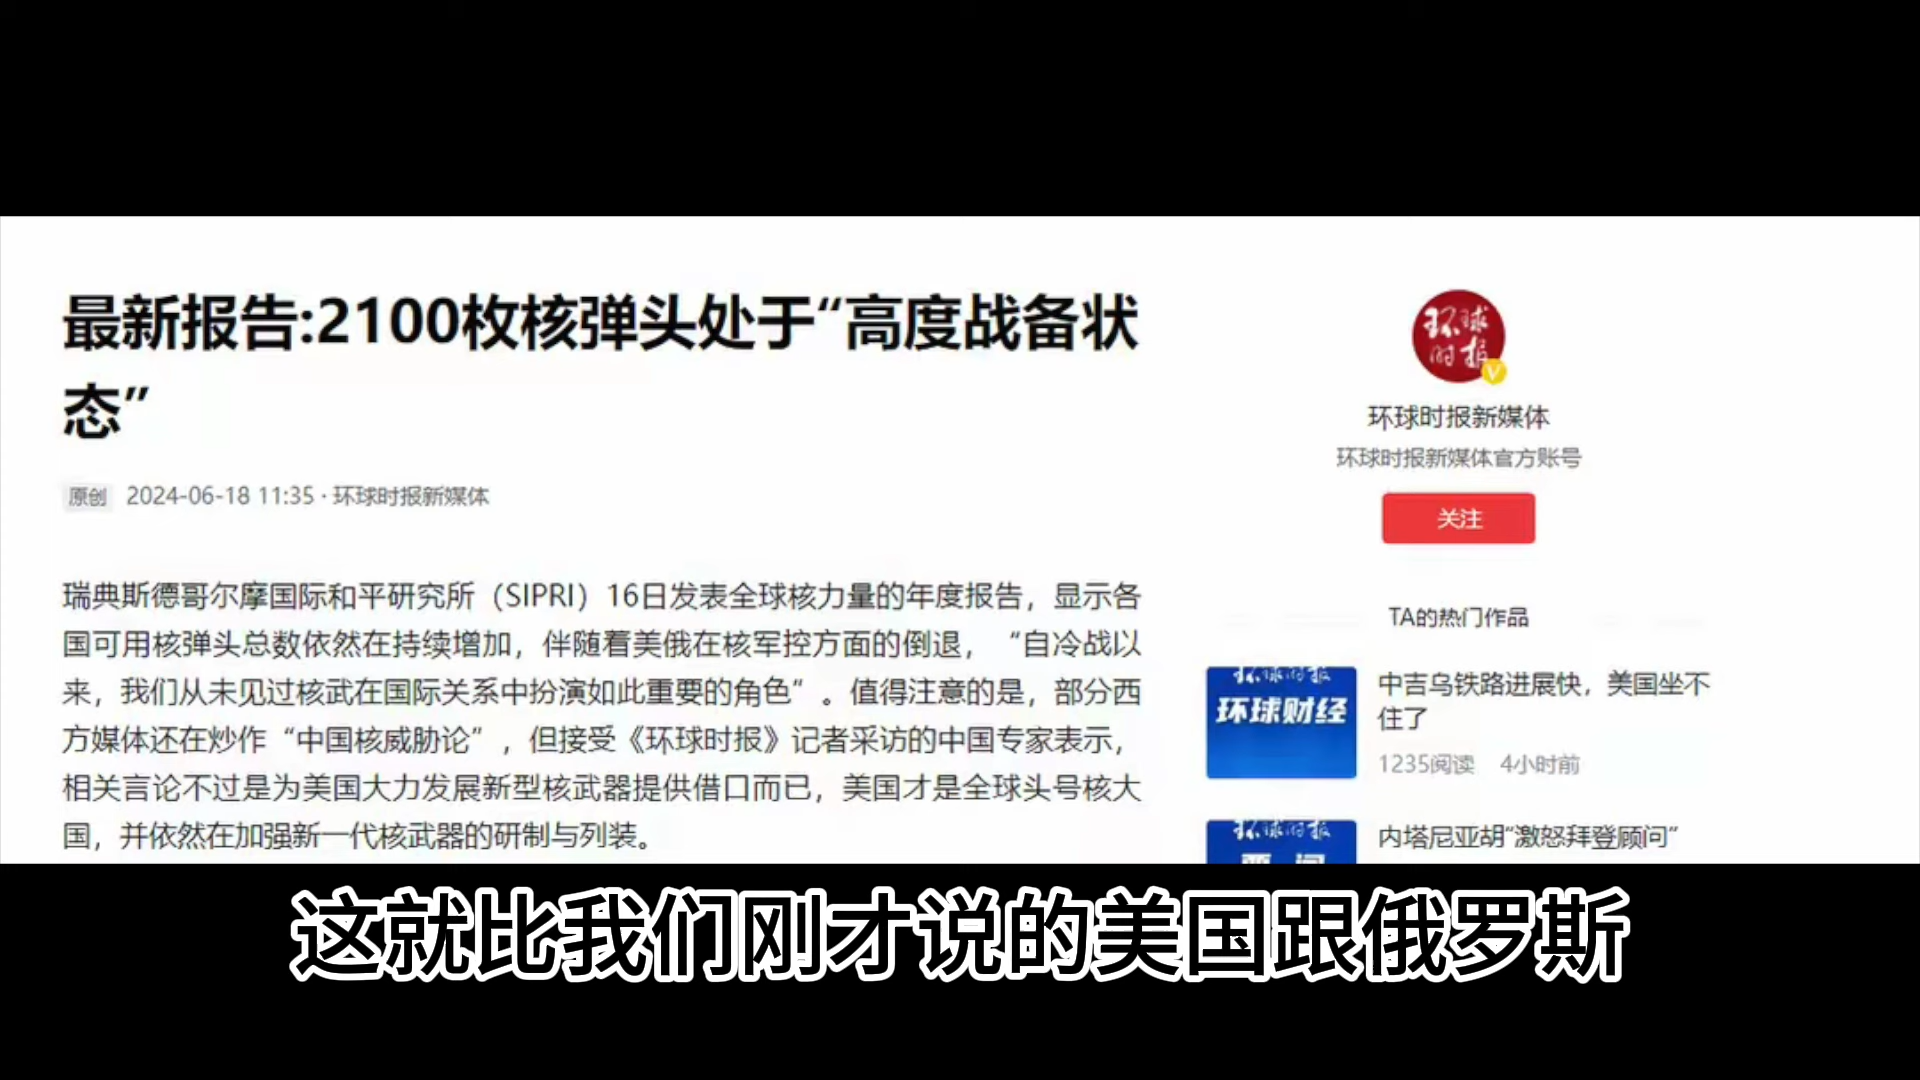 最新报告:2100枚核弹头处于“高度战备状
态”
原创 2024-06-18 11:35 · 环球时报新媒体
瑞典斯德哥尔摩国际和平研究所（SIPRI）16日发表全球核力量的年度报告，显示各
国可用核弹头总数依然在持续增加，伴随着美俄在核军控方面的倒退，“自冷战以
来，我们从未见过核武在国际关系中扮演如此重要的角色”。值得注意的是，部分西
方媒体还在炒作“中国核威胁论”，但接受《环球时报》记者采访的中国专家表示，
相关言论不过是为美国大力发展新型核武器提供借口而已，美国才是全球头号核大
国，并依然在加强新一代核武器的研制与列装。
环球
时报
V
环球时报新媒体
环球时报新媒体官方账号
关注
TA的热门作品
环球时报
环球财经
中吉乌铁路进展快，美国坐不
住了
1235阅读 4小时前
环球时报
内塔尼亚胡“激怒拜登顾问”
这就比我们刚才说的美国跟俄罗斯